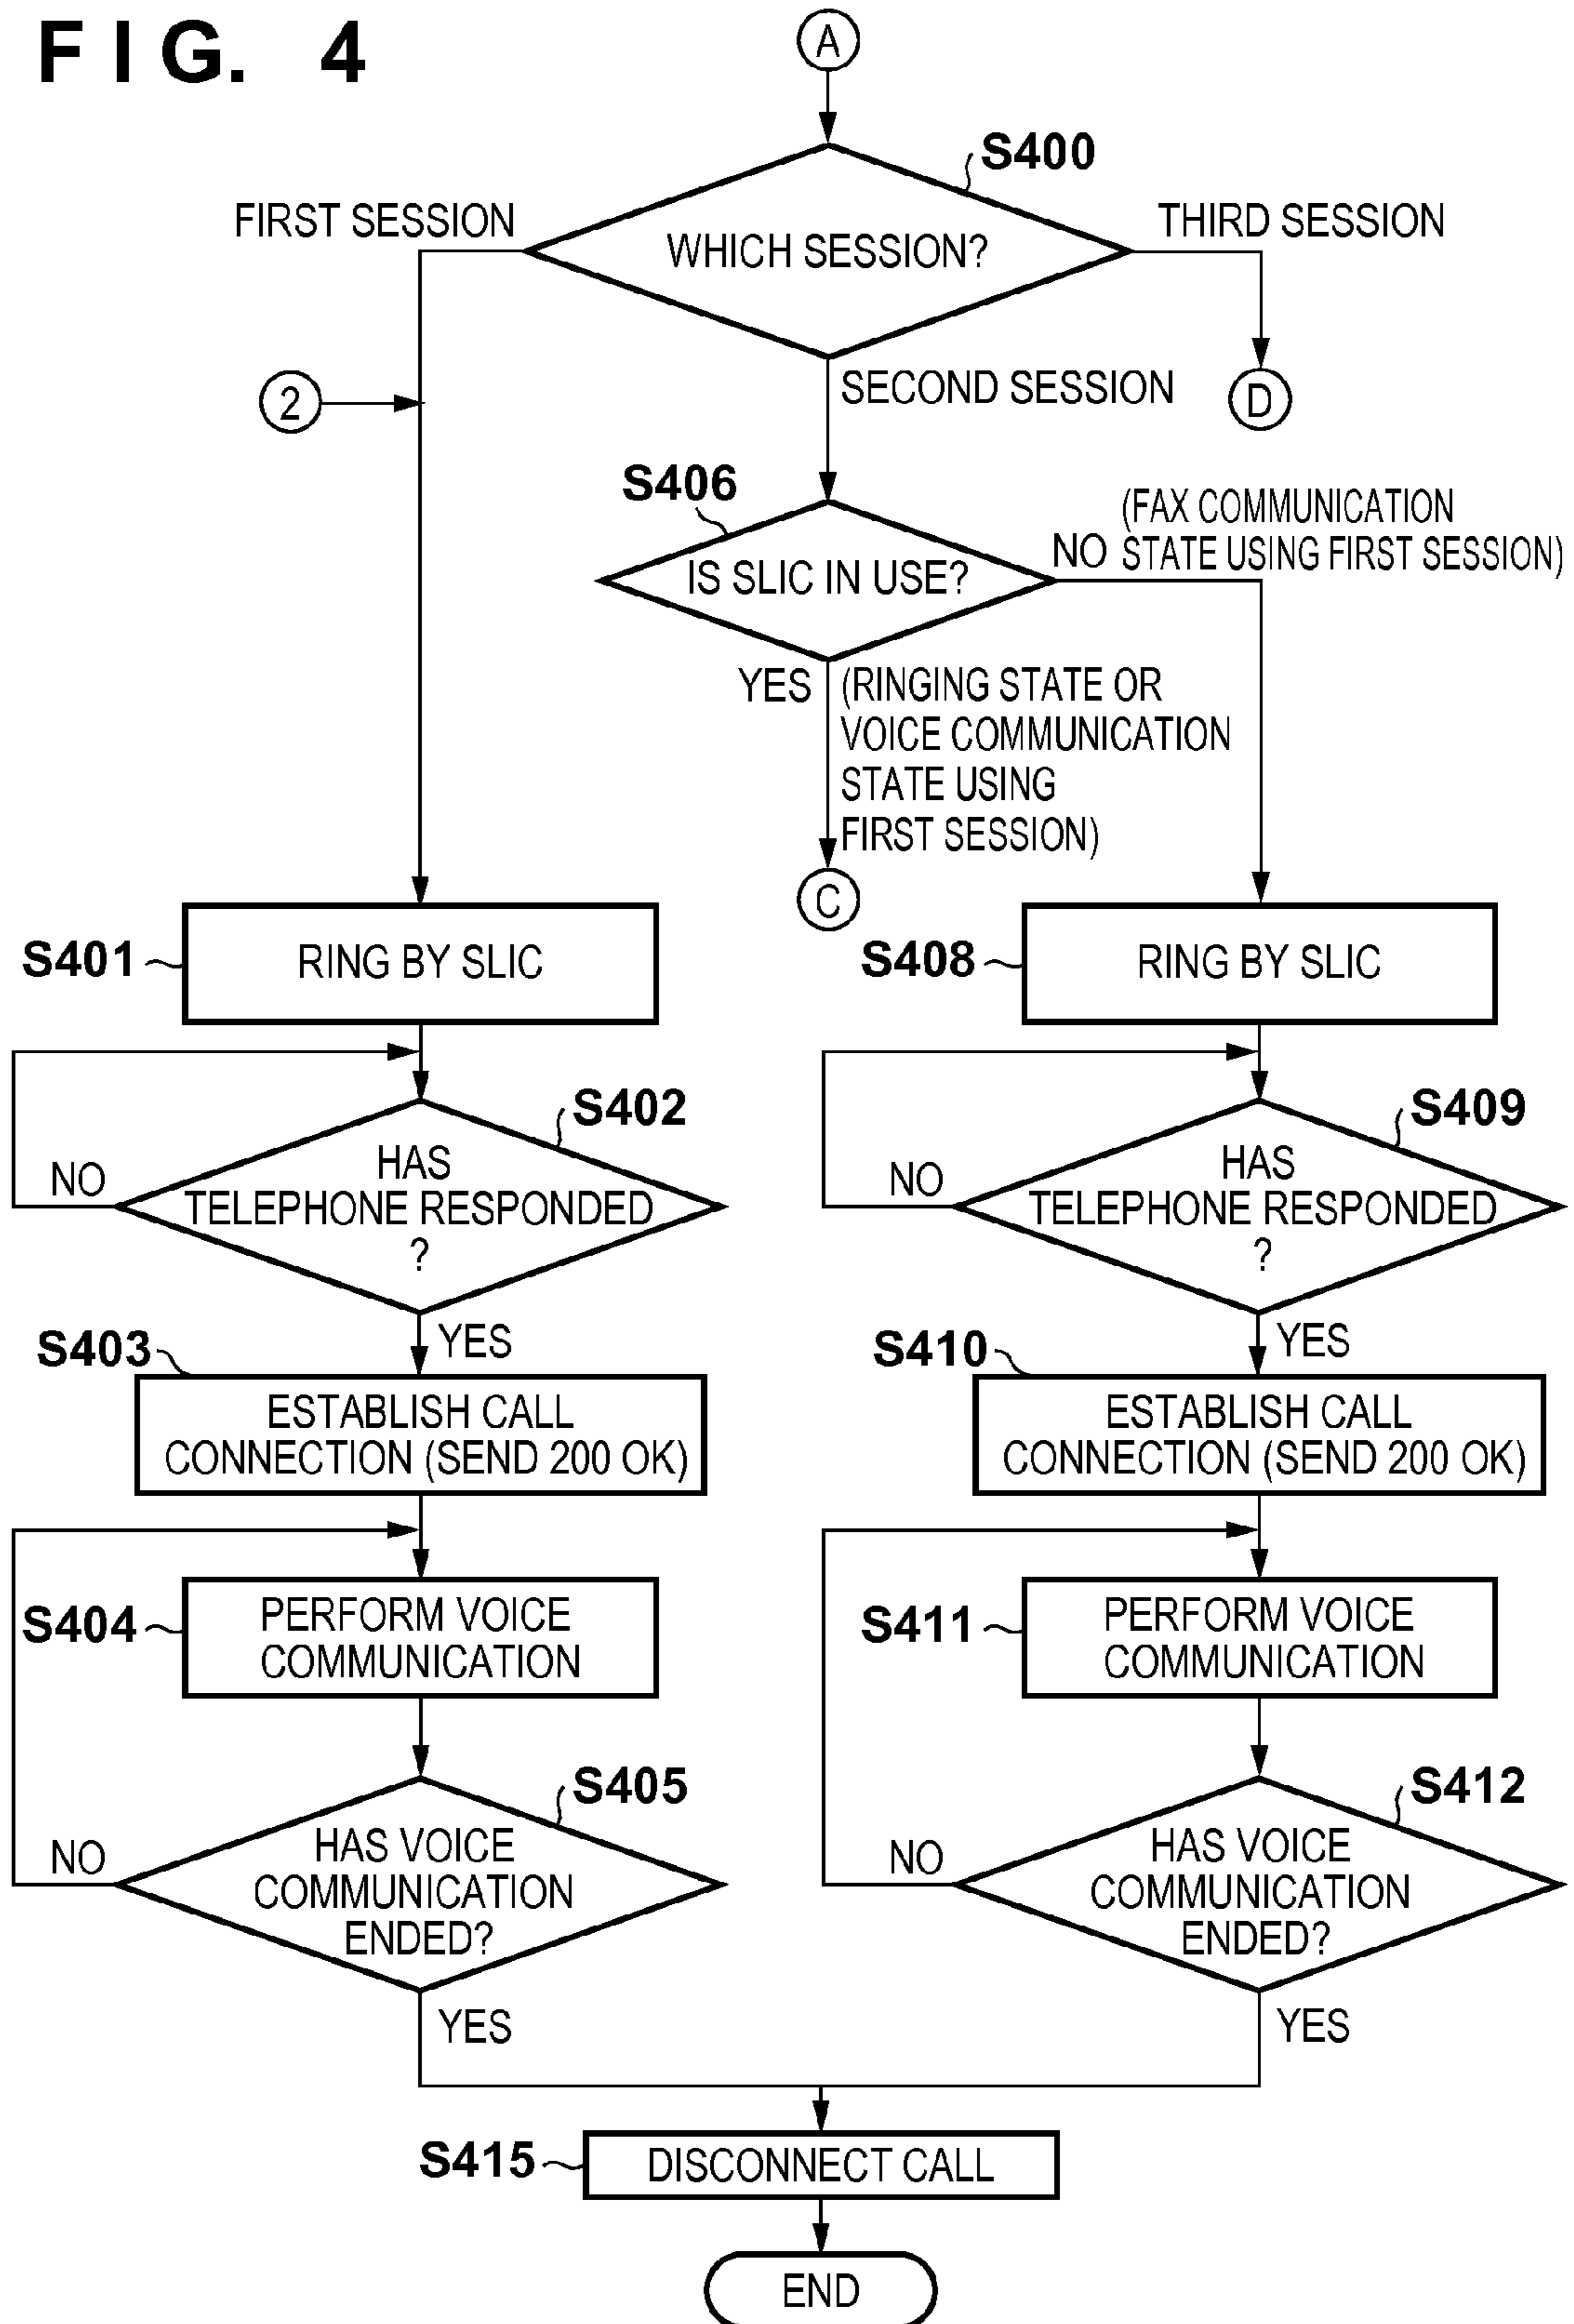 FIG. 4
A
S400
FIRST SESSION
WHICH SESSION?
THIRD SESSION
2
SECOND SESSION
D
S406
IS SLIC IN USE?
NO
(FAX COMMUNICATION
STATE USING FIRST SESSION)
YES
(RINGING STATE OR
VOICE COMMUNICATION
STATE USING
FIRST SESSION)
C
S401
RING BY SLIC
S408
RING BY SLIC
S402
HAS
TELEPHONE RESPONDED
?
NO
YES
S409
HAS
TELEPHONE RESPONDED
?
NO
YES
S403
ESTABLISH CALL
CONNECTION (SEND 200 OK)
S410
ESTABLISH CALL
CONNECTION (SEND 200 OK)
S404
PERFORM VOICE
COMMUNICATION
S411
PERFORM VOICE
COMMUNICATION
S405
HAS VOICE
COMMUNICATION
ENDED?
NO
YES
S412
HAS VOICE
COMMUNICATION
ENDED?
NO
YES
S415
DISCONNECT CALL
END